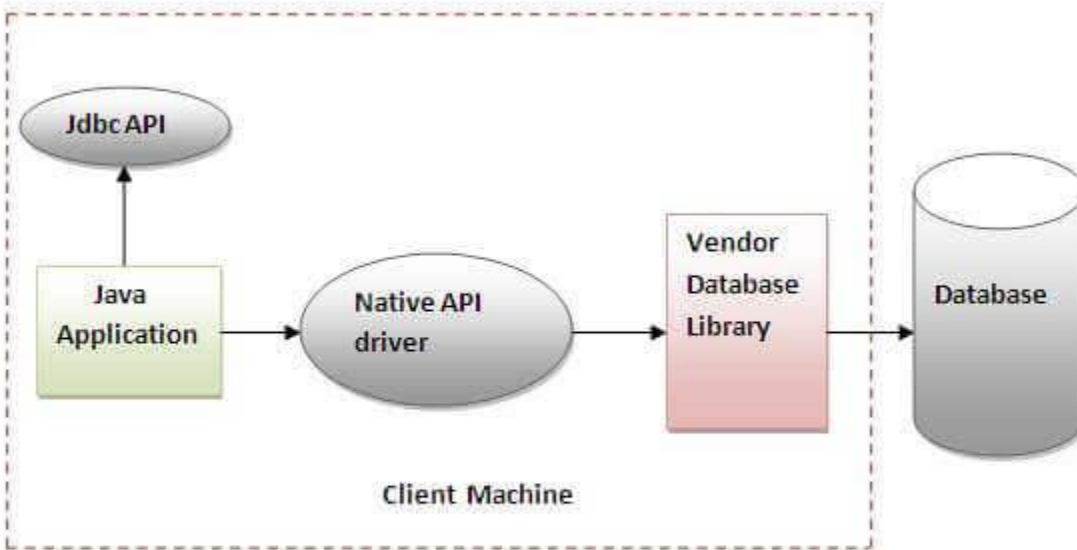 Jdbc API
Java
Application
Native API
driver
Vendor
Database
Library
Database
Client Machine